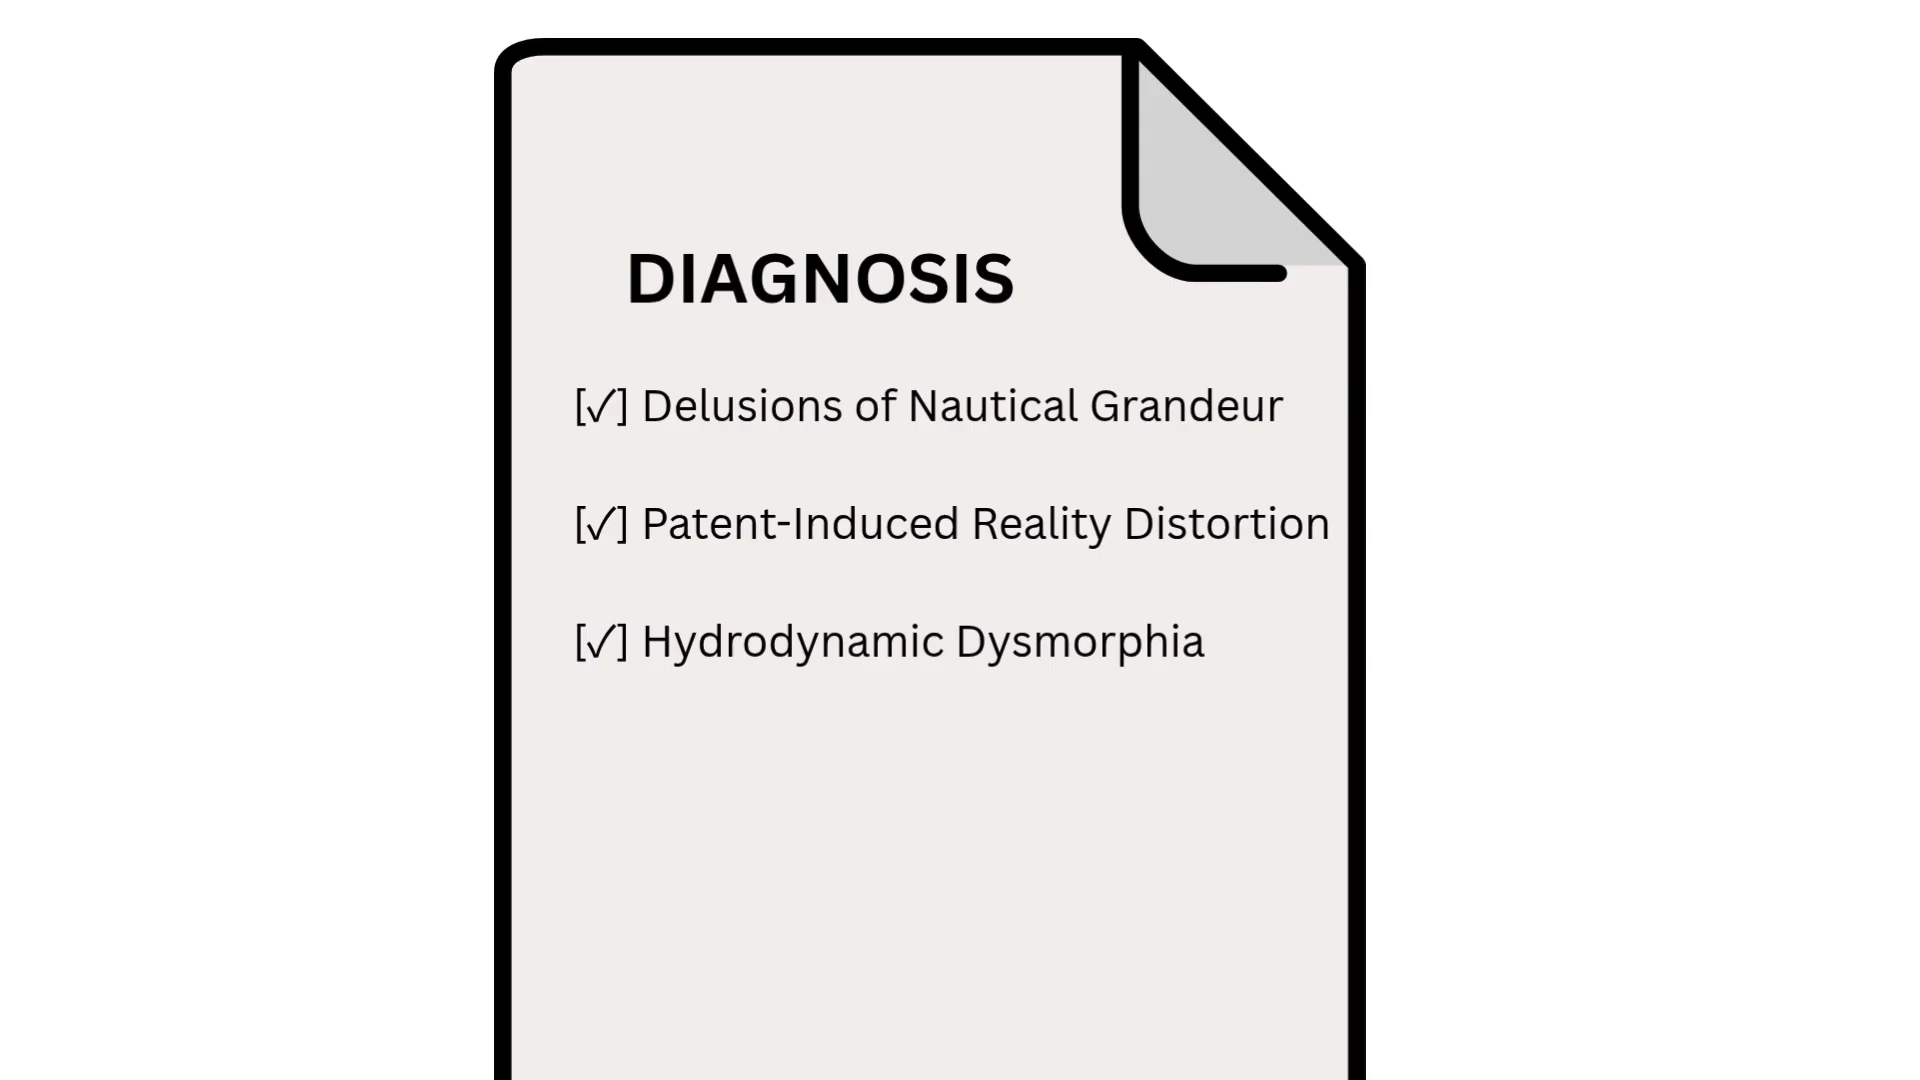 DIAGNOSIS
[✓] Delusions of Nautical Grandeur
[✓] Patent-Induced Reality Distortion
[✓] Hydrodynamic Dysmorphia